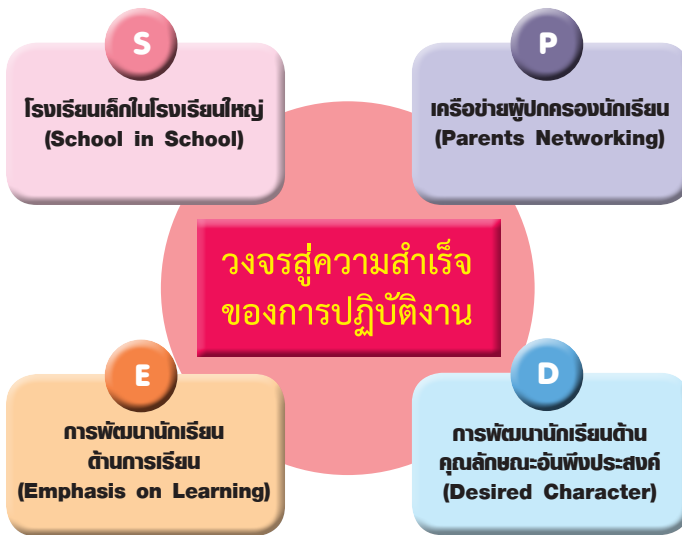 S
โรงเรียนเล็กในโรงเรียนใหญ่
(School in School)
P
เครือข่ายผู้ปกครองนักเรียน
(Parents Networking)
วงจรสู่ความสำเร็จ
ของการปฏิบัติงาน
E
การพัฒนานักเรียน
ด้านการเรียน
(Emphasis on Learning)
D
การพัฒนานักเรียนด้าน
คุณลักษณะอันพึงประสงค์
(Desired Character)